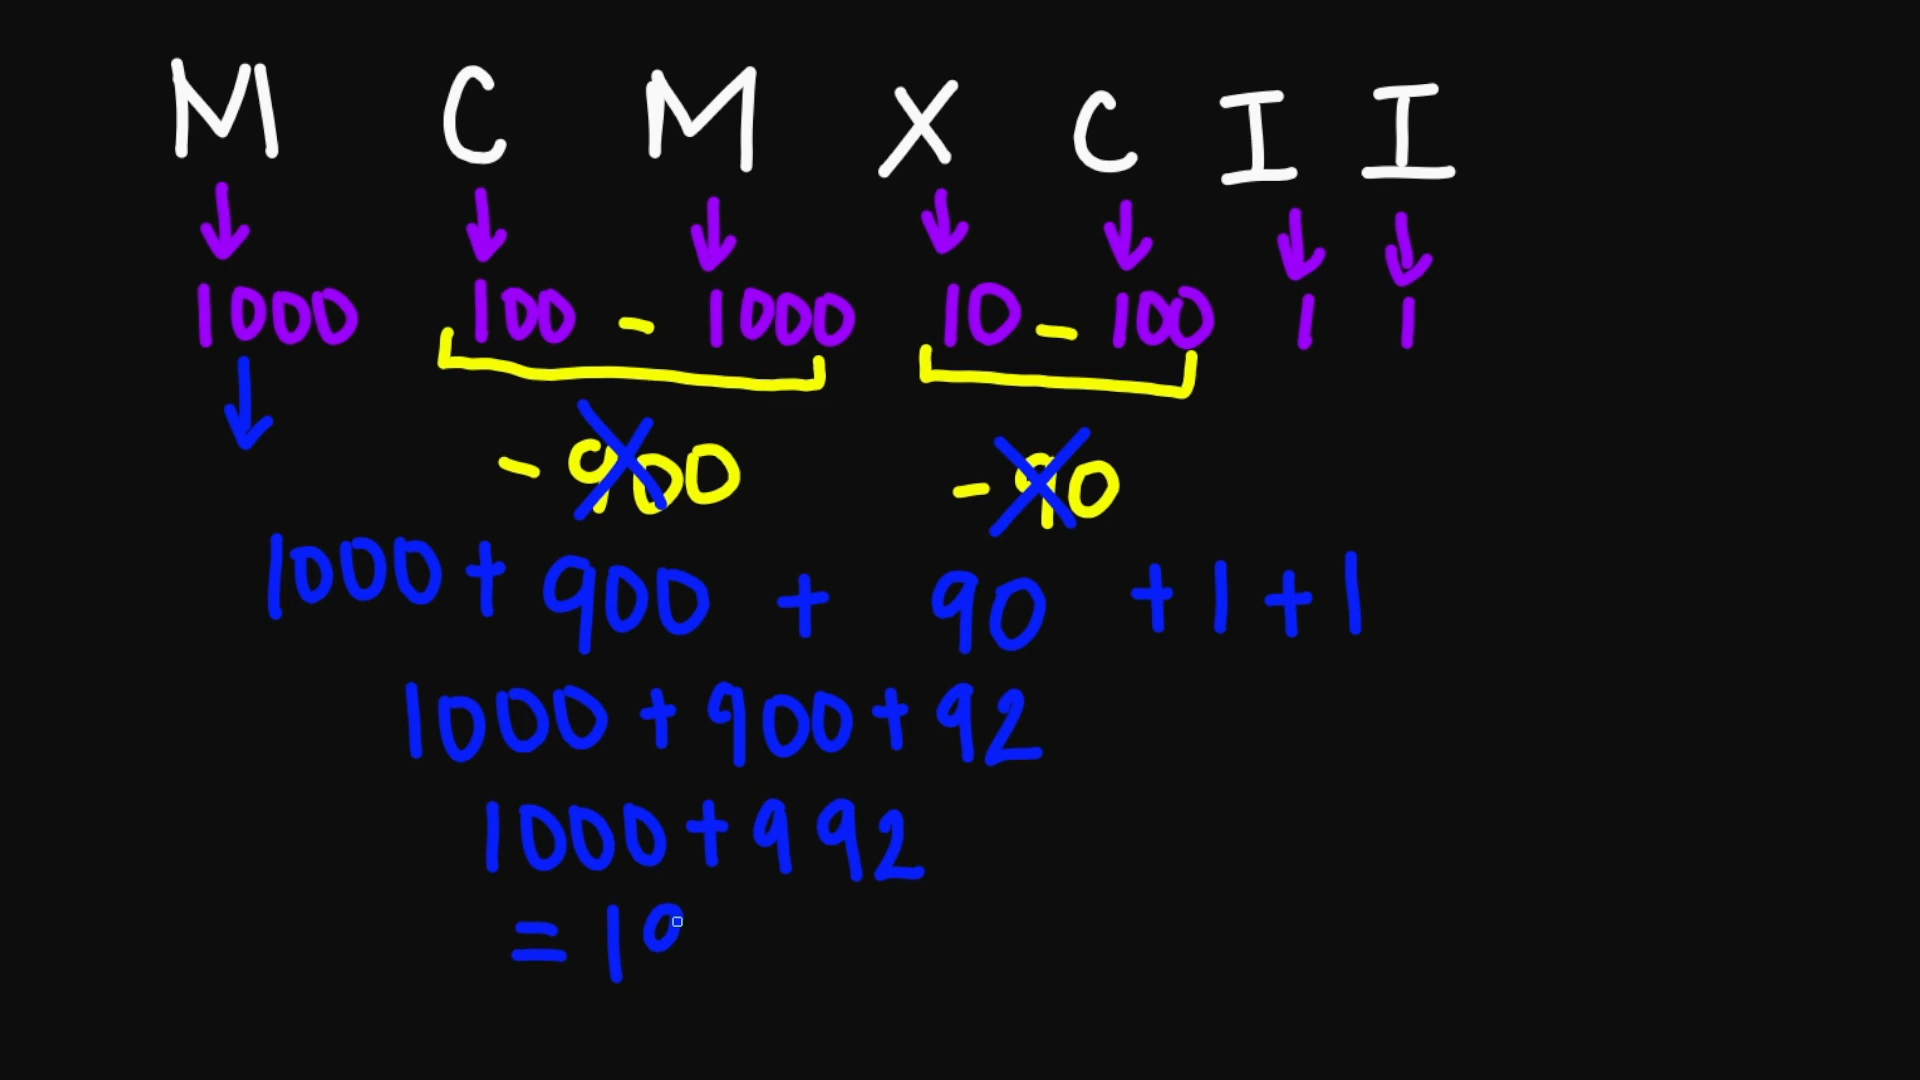 M C M X C I I
1000 100 - 1000 10 - 100 1 1
- 900 - 90
1000 + 900 + 90 + 1 + 1
1000 + 900 + 92
1000 + 992
= 1